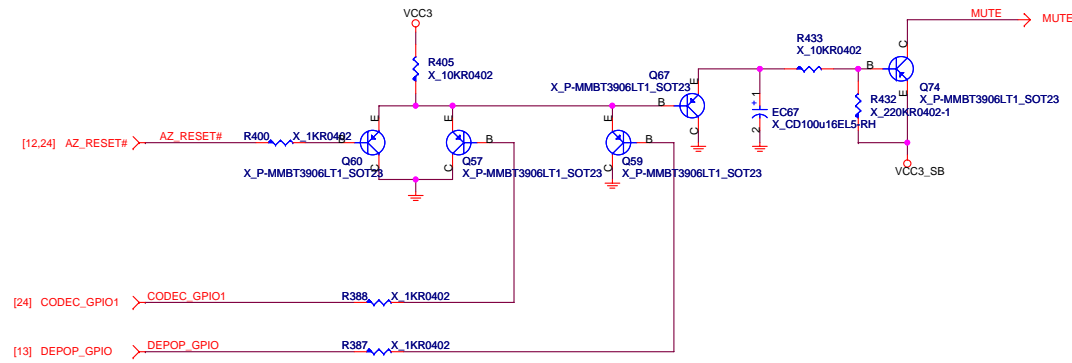 VCC3
MUTE
MUTE
R405
X_10KR0402
R433
X_10KR0402
C
B
E
Q74
X_P-MMBT3906LT1_SOT23
Q67
X_P-MMBT3906LT1_SOT23
E
B
C
+ 1
2
EC67
X_CD100u16EL5-RH
R432
X_220KR0402-1
VCC3_SB
[12,24] AZ_RESET#
AZ_RESET#
R400
X_1KR0402
B
E
C
Q60
X_P-MMBT3906LT1_SOT23
E
B
C
Q57
X_P-MMBT3906LT1_SOT23
E
B
C
Q59
X_P-MMBT3906LT1_SOT23
[24] CODEC_GPIO1
CODEC_GPIO1
R388
X_1KR0402
[13] DEPOP_GPIO
DEPOP_GPIO
R387
X_1KR0402